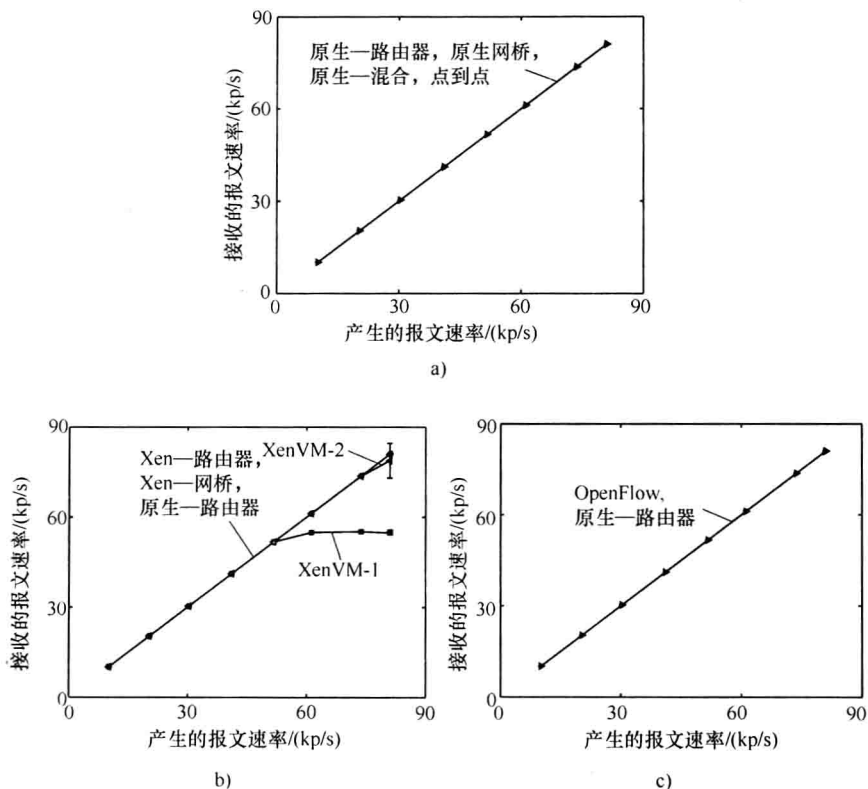 90
原生—路由器，原生网桥，
原生—混合，点到点
60
30
0
0 30 60 90
接收的报文速率/(kp/s)
产生的报文速率/(kp/s)
a)
90
Xen—路由器，
Xen—网桥，
原生—路由器
XenVM-2
60
XenVM-1
30
0
0 30 60 90
接收的报文速率/(kp/s)
产生的报文速率/(kp/s)
b)
90
OpenFlow,
原生—路由器
60
30
0
0 30 60 90
接收的报文速率/(kp/s)
产生的报文速率/(kp/s)
c)